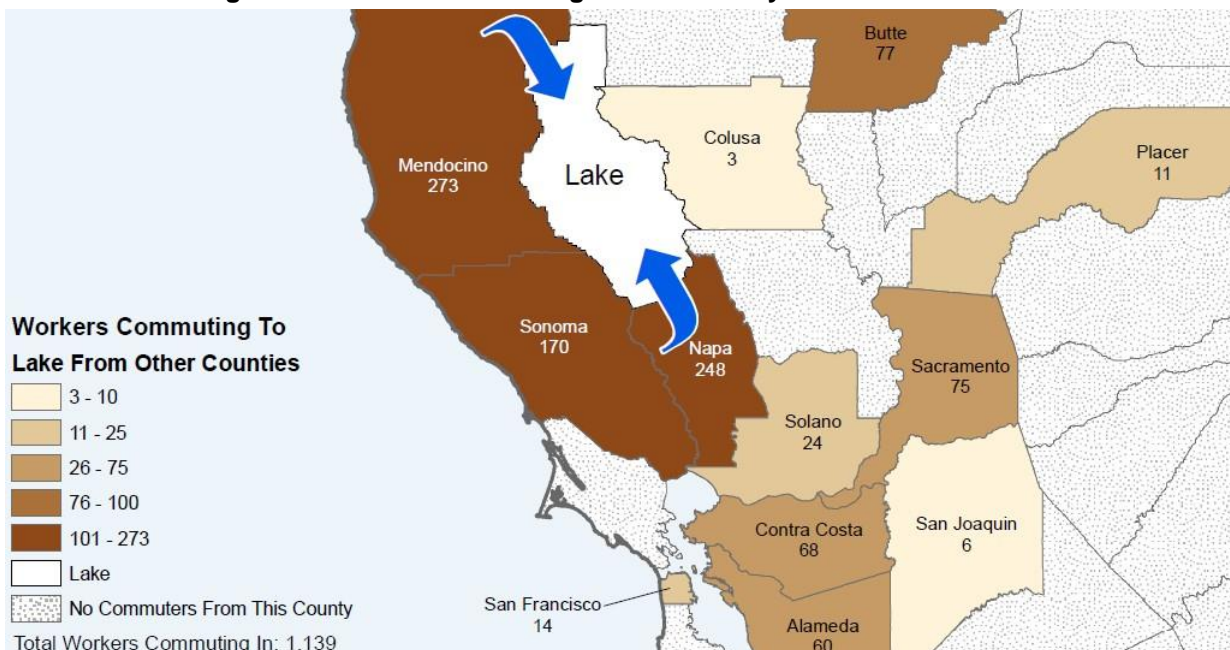 Butte
77
Colusa
3
Placer
11
Mendocino
273
Lake
Sonoma
170
Napa
248
Sacramento
75
Solano
24
Contra Costa
68
San Joaquin
6
San Francisco
14
Alameda
60
Workers Commuting To
Lake From Other Counties
3 - 10
11 - 25
26 - 75
76 - 100
101 - 273
Lake
No Commuters From This County
Total Workers Commuting In: 1,139